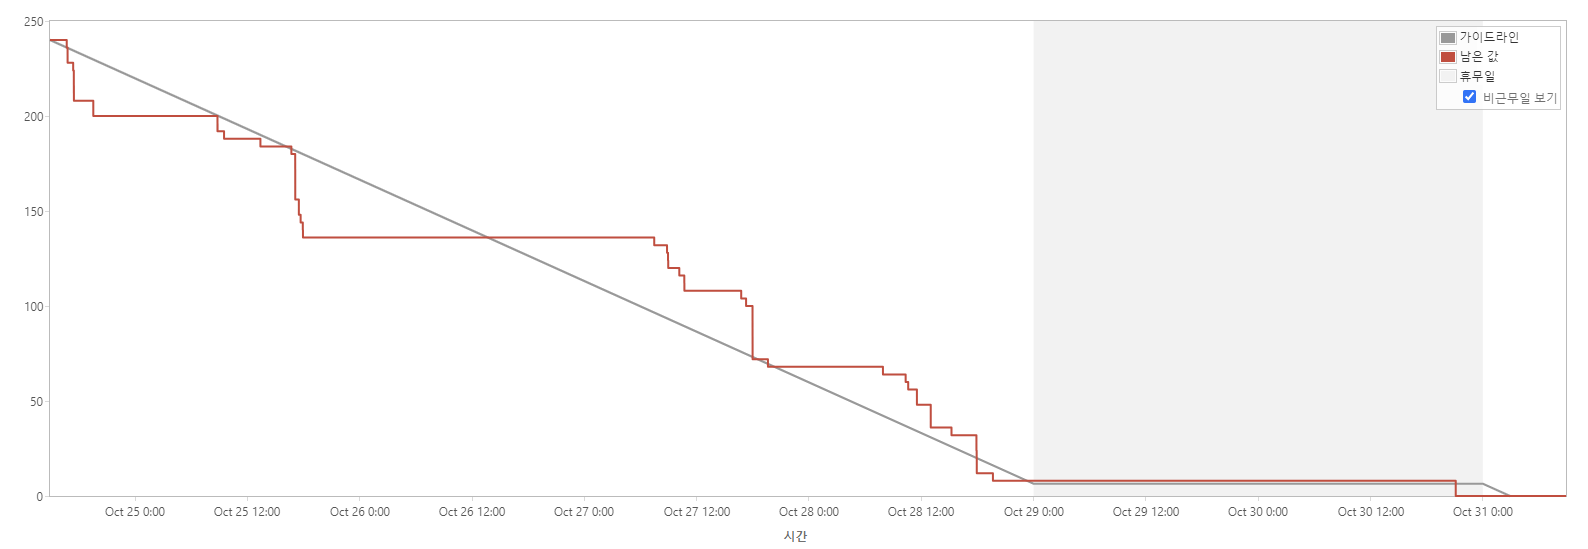 250
200
150
100
50
0
가이드라인
남은 값
휴무일
비근무일 보기
Oct 25 0:00
Oct 25 12:00
Oct 26 0:00
Oct 26 12:00
Oct 27 0:00
Oct 27 12:00
Oct 28 0:00
Oct 28 12:00
Oct 29 0:00
Oct 29 12:00
Oct 30 0:00
Oct 30 12:00
Oct 31 0:00
시간